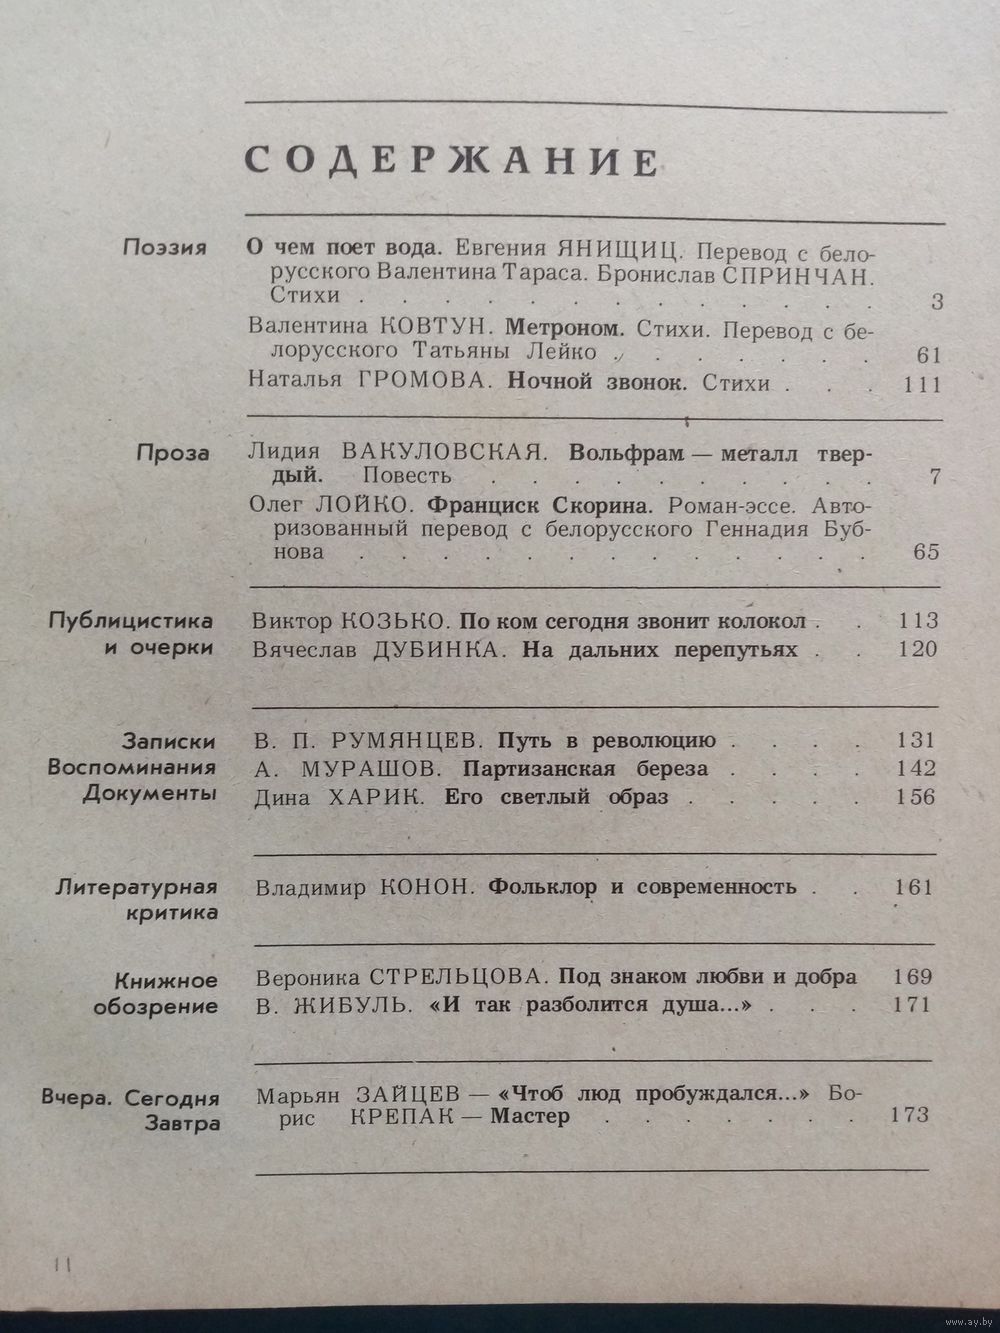 СОДЕРЖАНИЕ
Поэзия
О чем поет вода. Евгения ЯНИЩИЦ. Перевод с бело-
русского Валентина Тараса. Бронислав СПРИНЧАН.
Стихи . . . . . . . . . . . . . 3
Валентина КОВТУН. Метроном. Стихи. Перевод с бе-
лорусского Татьяны Лейко . . . . . . . 61
Наталья ГРОМОВА. Ночной звонок. Стихи . . . 111
Проза
Лидия ВАКУЛОВСКАЯ. Вольфрам — металл твер-
дый. Повесть . . . . . . . . . . 7
Олег ЛОЙКО. Франциск Скорина. Роман-эссе. Авто-
ризованный перевод с белорусского Геннадия Буб-
нова . . . . . . . . . . . . . 65
Публицистика
и очерки
Виктор КОЗЬКО. По ком сегодня звонит колокол . . 113
Вячеслав ДУБИНКА. На дальних перепутьях . . 120
Записки
Воспоминания
Документы
В. П. РУМЯНЦЕВ. Путь в революцию . . . . 131
А. МУРАШОВ. Партизанская береза . . . . 142
Дина ХАРИК. Его светлый образ . . . . . 156
Литературная
критика
Владимир КОНОН. Фольклор и современность . . 161
Книжное
обозрение
Вероника СТРЕЛЬЦОВА. Под знаком любви и добра 169
В. ЖИБУЛЬ. «И так разболится душа...» . . . 171
Вчера. Сегодня
Завтра
Марьян ЗАЙЦЕВ — «Чтоб люд пробуждался...» Бо-
рис КРЕПАК — Мастер . . . . . . . 173
11
www.ay.by